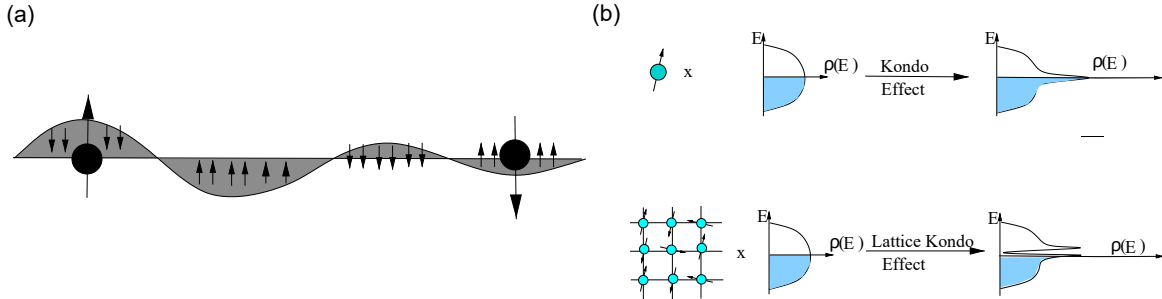 (a)
(b)
x
E
ρ(E)
Kondo
Effect
E
ρ(E)
x
E
ρ(E)
Lattice Kondo
Effect
E
ρ(E)